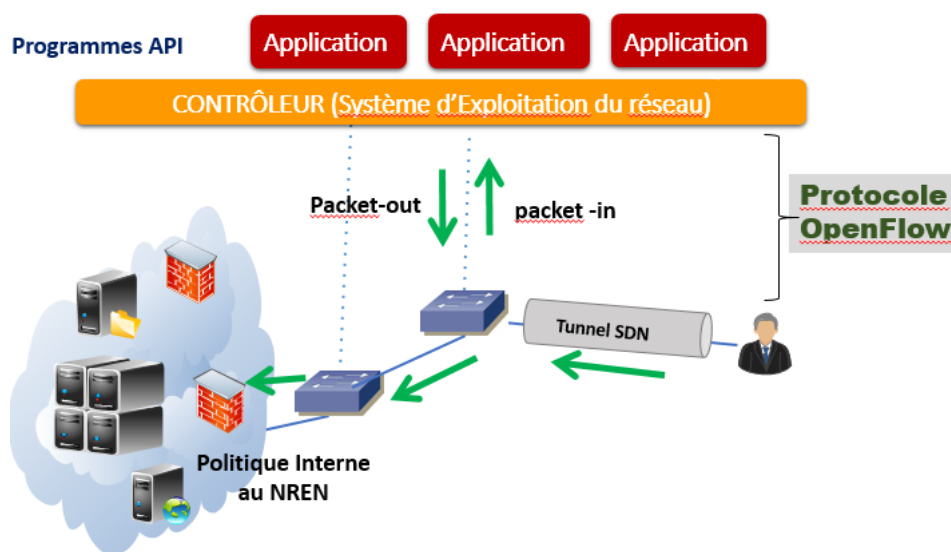 Programmes API
Application
Application
Application
CONTRÔLEUR (Système d'Exploitation du réseau)
Packet-out
packet -in
Protocole
OpenFlow
Tunnel SDN
Politique Interne
au NREN